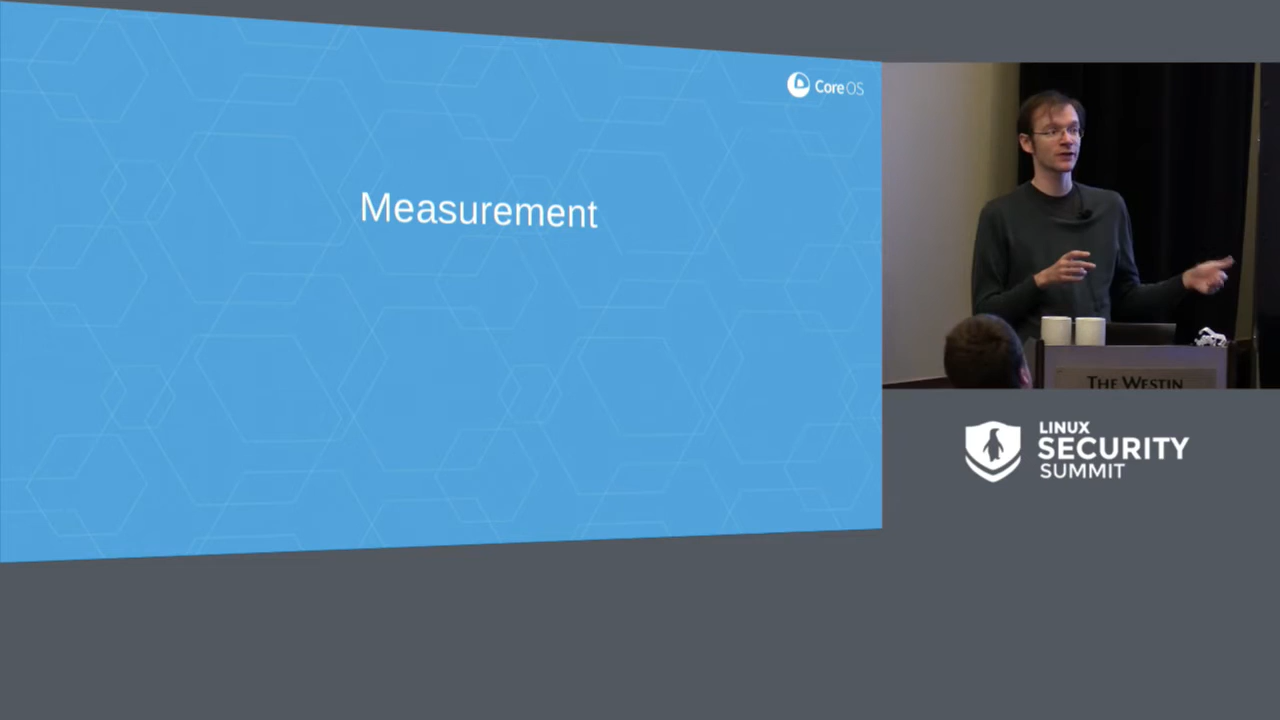 CoreOS
Measurement
THE WESTIN
LINUX
SECURITY
SUMMIT